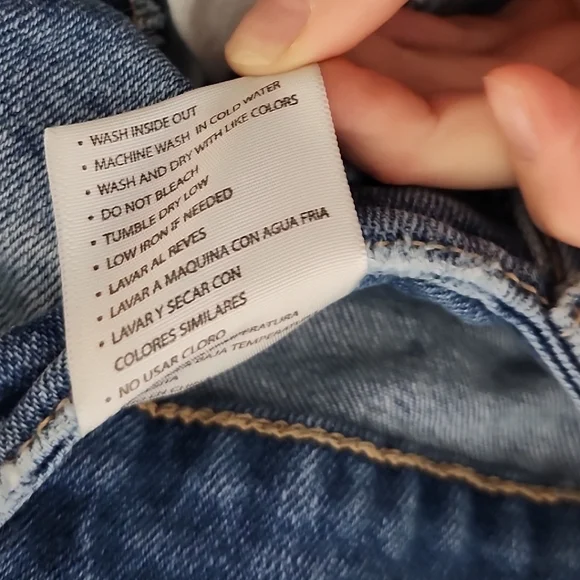 • WASH INSIDE OUT
• MACHINE WASH IN COLD WATER
• WASH AND DRY WITH LIKE COLORS
• DO NOT BLEACH
• TUMBLE DRY LOW
• LOW IRON IF NEEDED
• LAVAR AL REVES
• LAVAR A MAQUINA CON AGUA FRIA
• LAVAR Y SECAR CON
COLORES SIMILARES
• NO USAR CLORO
BAJA TEMPERATURA